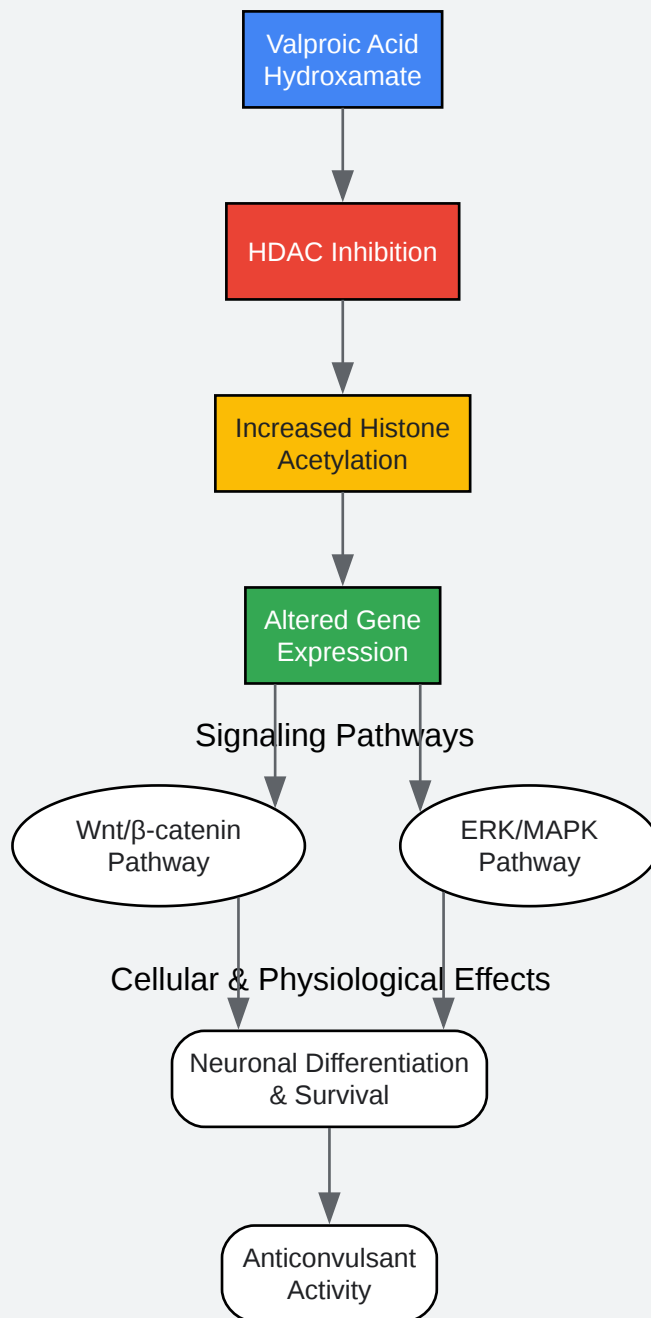 Valproic Acid
Hydroxamate
HDAC Inhibition
Increased Histone
Acetylation
Altered Gene
Expression
Signaling Pathways
Wnt/β-catenin
Pathway
ERK/MAPK
Pathway
Cellular & Physiological Effects
Neuronal Differentiation
& Survival
Anticonvulsant
Activity